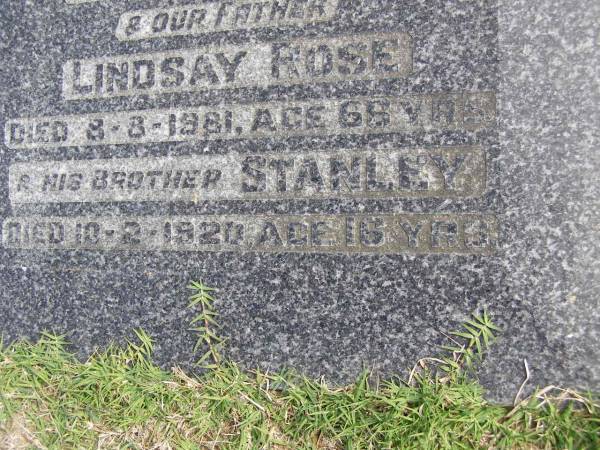 & OUR FATHER
LINDSAY ROSE
DIED 8-8-1981, AGE 68 YRS.
& HIS BROTHER STANLEY
DIED 10-2-1920, AGE 16 YRS.